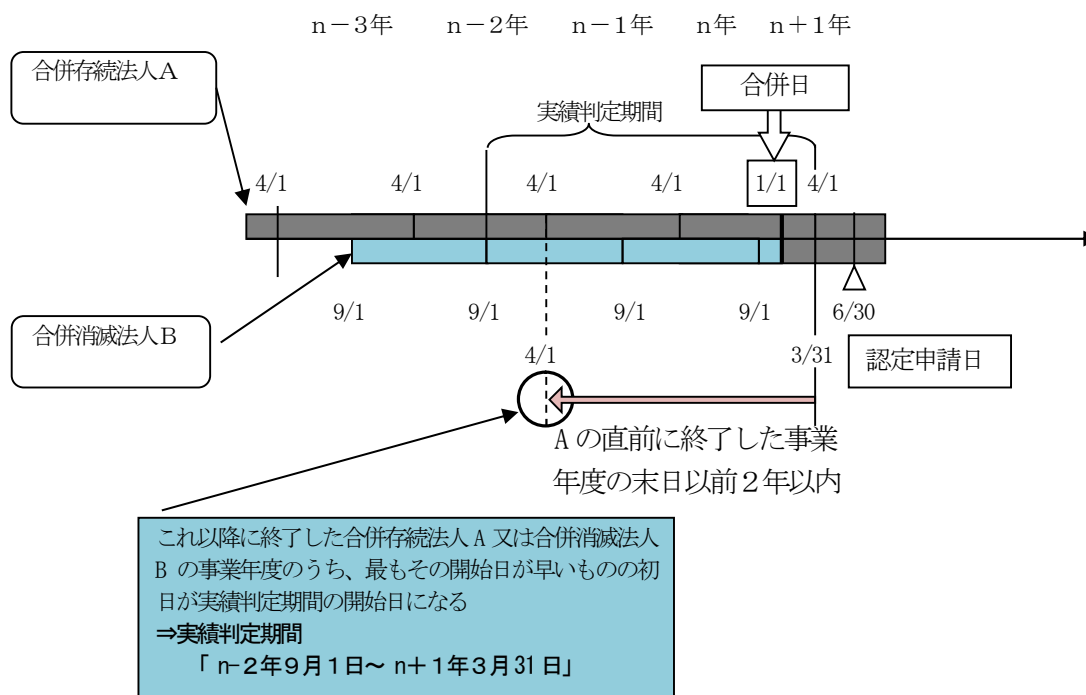 n-3年 n-2年 n-1年 n年 n+1年
合併存続法人A
合併日
実績判定期間
4/1 4/1 4/1 4/1 1/1 4/1
9/1 9/1 9/1 9/1 6/30
合併消滅法人B
4/1 3/31 認定申請日
A の直前に終了した事業
年度の末日以前２年以内
これ以降に終了した合併存続法人 A 又は合併消滅法人
B の事業年度のうち、最もその開始日が早いものの初
日が実績判定期間の開始日になる
⇒実績判定期間
「 n-２年９月１日～ n＋１年３月31 日」